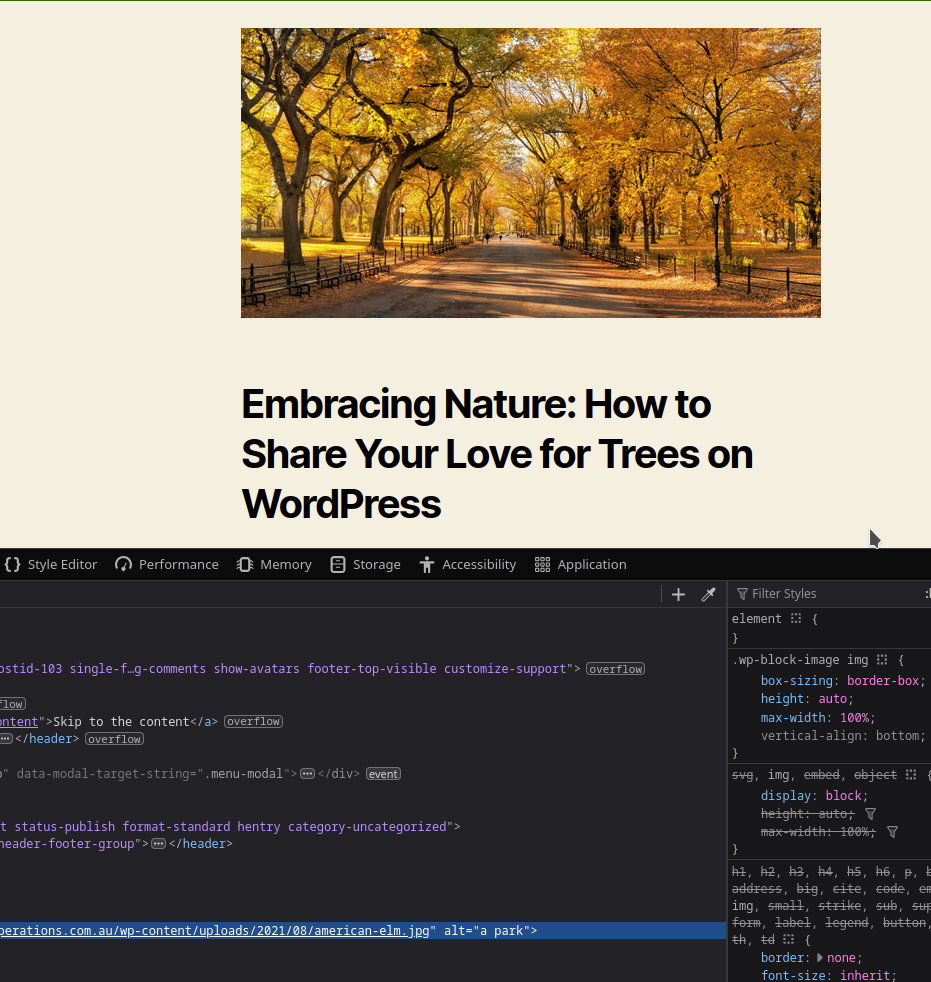 Embracing Nature: How to
Share Your Love for Trees on
WordPress
Style Editor Performance Memory Storage Accessibility Application
Filter Styles
element {
}
ostid-103 single-f…g-comments show-avatars footer-top-visible customize-support"> overflow
flow
ontent">Skip to the content</a> overflow
</header> overflow
" data-modal-target-string=".menu-modal"> </div> event
t status-publish format-standard hentry category-uncategorized">
header-footer-group"> </header>
perations.com.au/wp-content/uploads/2021/08/american-elm.jpg" alt="a park">
.wp-block-image img {
box-sizing: border-box;
height: auto;
max-width: 100%;
vertical-align: bottom;
}
svg, img, embed, object {
display: block;
height: auto;
max-width: 100%;
}
h1, h2, h3, h4, h5, h6, p, b
address, big, cite, code, em
img, small, strike, sub, sup
form, label, legend, button,
th, td {
border: none;
font-size: inherit;